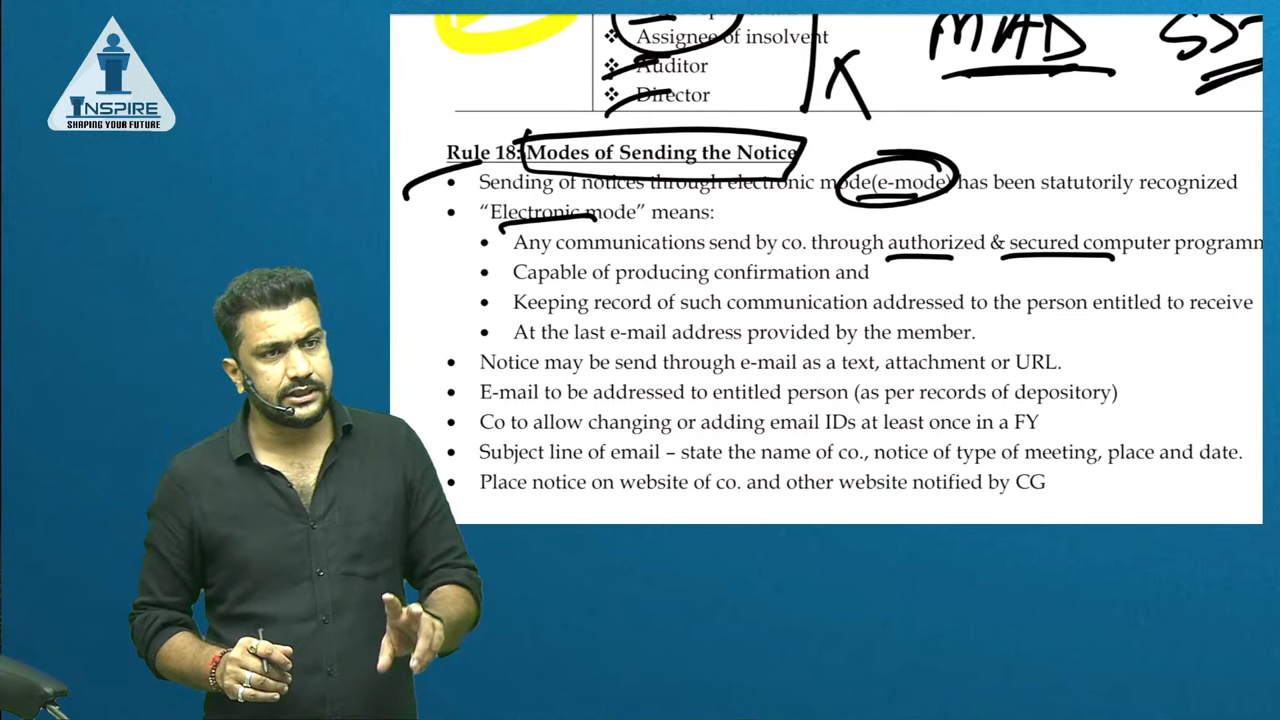 INSPIRE
SHAPING YOUR FUTURE
Assignee of insolvent
Auditor
Director
MAD
SS-
X
Rule 18: Modes of Sending the Notice
Sending of notices through electronic mode(e-mode) has been statutorily recognized
“Electronic mode” means:
Any communications send by co. through authorized & secured computer programm
Capable of producing confirmation and
Keeping record of such communication addressed to the person entitled to receive
At the last e-mail address provided by the member.
Notice may be send through e-mail as a text, attachment or URL.
E-mail to be addressed to entitled person (as per records of depository)
Co to allow changing or adding email IDs at least once in a FY
Subject line of email – state the name of co., notice of type of meeting, place and date.
Place notice on website of co. and other website notified by CG